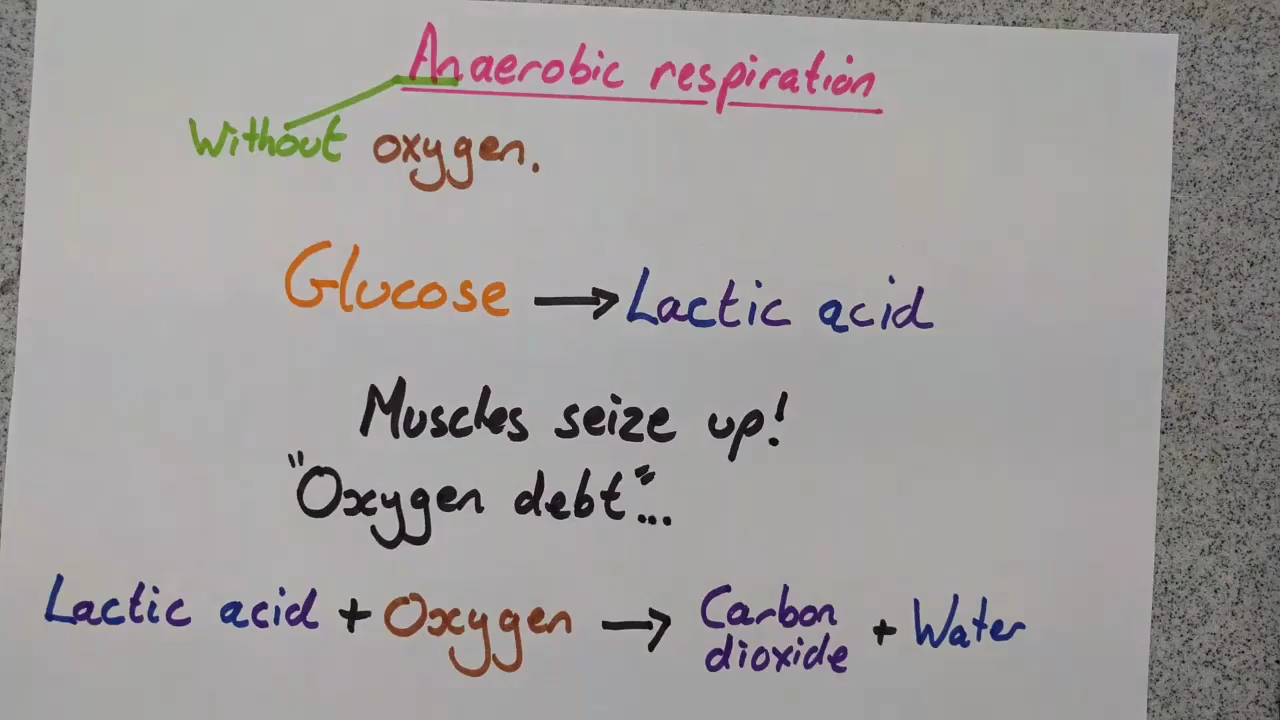 Anaerobic respiration
Without oxygen.
Glucose → Lactic acid
Muscles seize up!
"Oxygen debt"...
Lactic acid + Oxygen → Carbon dioxide + Water